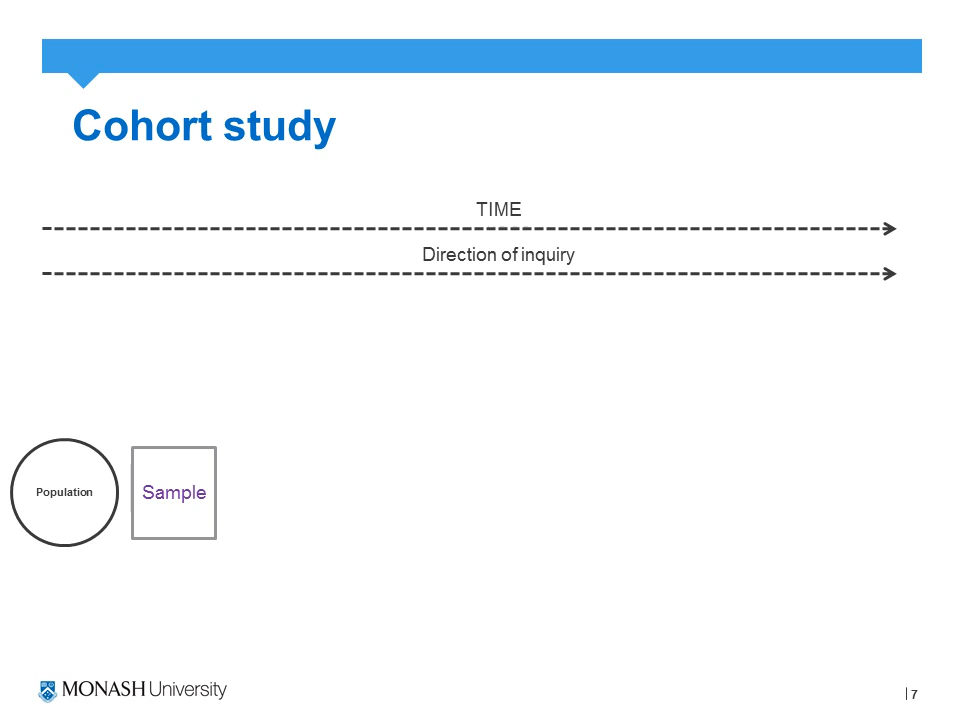 Cohort study
TIME
Direction of inquiry
Population
Sample
MONASH University
7